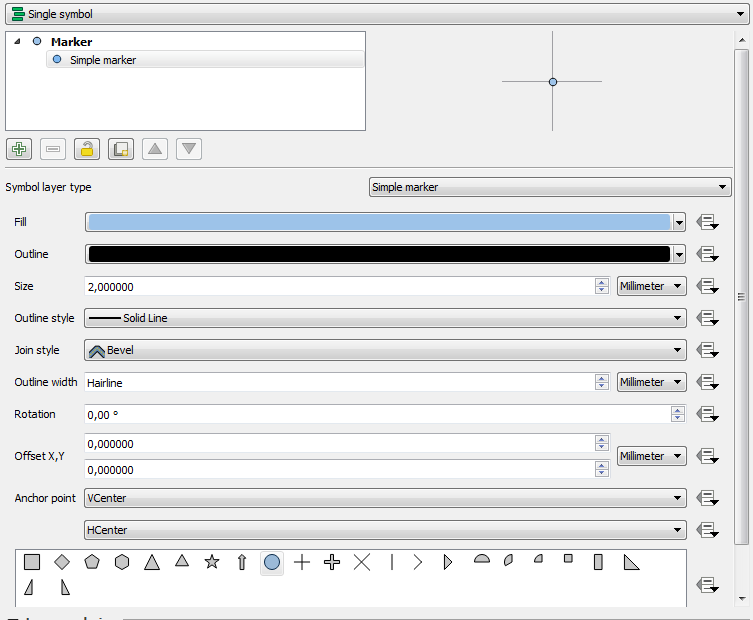 Single symbol
Marker
Simple marker
Symbol layer type
Simple marker
Fill
Outline
Size
2,000000
Millimeter
Outline style
Solid Line
Join style
Bevel
Outline width
Hairline
Millimeter
Rotation
0,00 °
Offset X,Y
0,000000
0,000000
Millimeter
Anchor point
VCenter
HCenter